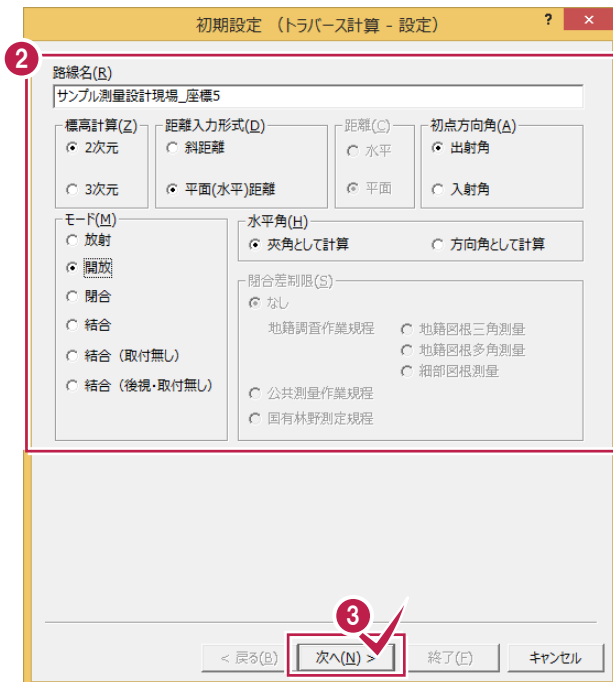 初期設定 （トラバース計算 - 設定）
? ×
2
路線名(R)
サンプル測量設計現場_座標5
標高計算(Z) 距離入力形式(D) 距離(C) 初点方向角(A)
2次元 斜距離 水平 出射角
3次元 平面(水平)距離 平面 入射角
モード(M) 水平角(H)
放射 夾角として計算 方向角として計算
開放
閉合差制限(S)
閉合 なし
結合 地籍調査作業規程 地籍図根三角測量
結合（取付無し） 地籍図根多角測量
細部図根測量
結合（後視・取付無し） 公共測量作業規程
国有林野測定規程
3
< 戻る(B) 次へ(N) > 終了(F) キャンセル